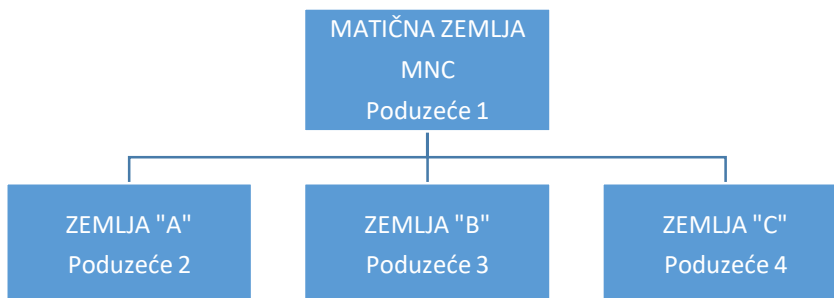 MATIČNA ZEMLJA
MNC
Poduzeće 1
ZEMLJA "A"
Poduzeće 2
ZEMLJA "B"
Poduzeće 3
ZEMLJA "C"
Poduzeće 4